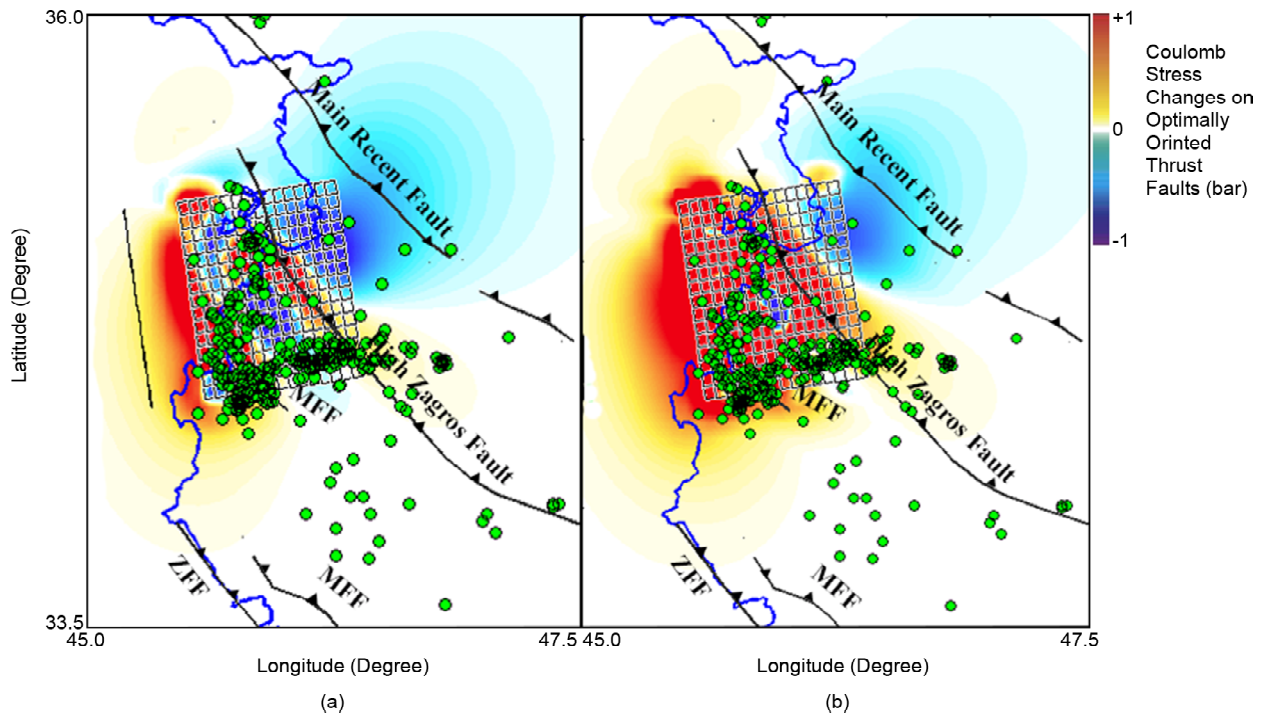 36.0
+1
Coulomb
Stress
Changes on
Optimally
Orinted
Thrust
Faults (bar)
0
-1
Main Recent Fault
Main Recent Fault
Latitude (Degree)
High Zagros Fault
High Zagros Fault
MFF
MFF
ZFF
MFF
ZFF
MFF
33.5
45.0
47.5
45.0
47.5
Longitude (Degree)
Longitude (Degree)
(a)
(b)